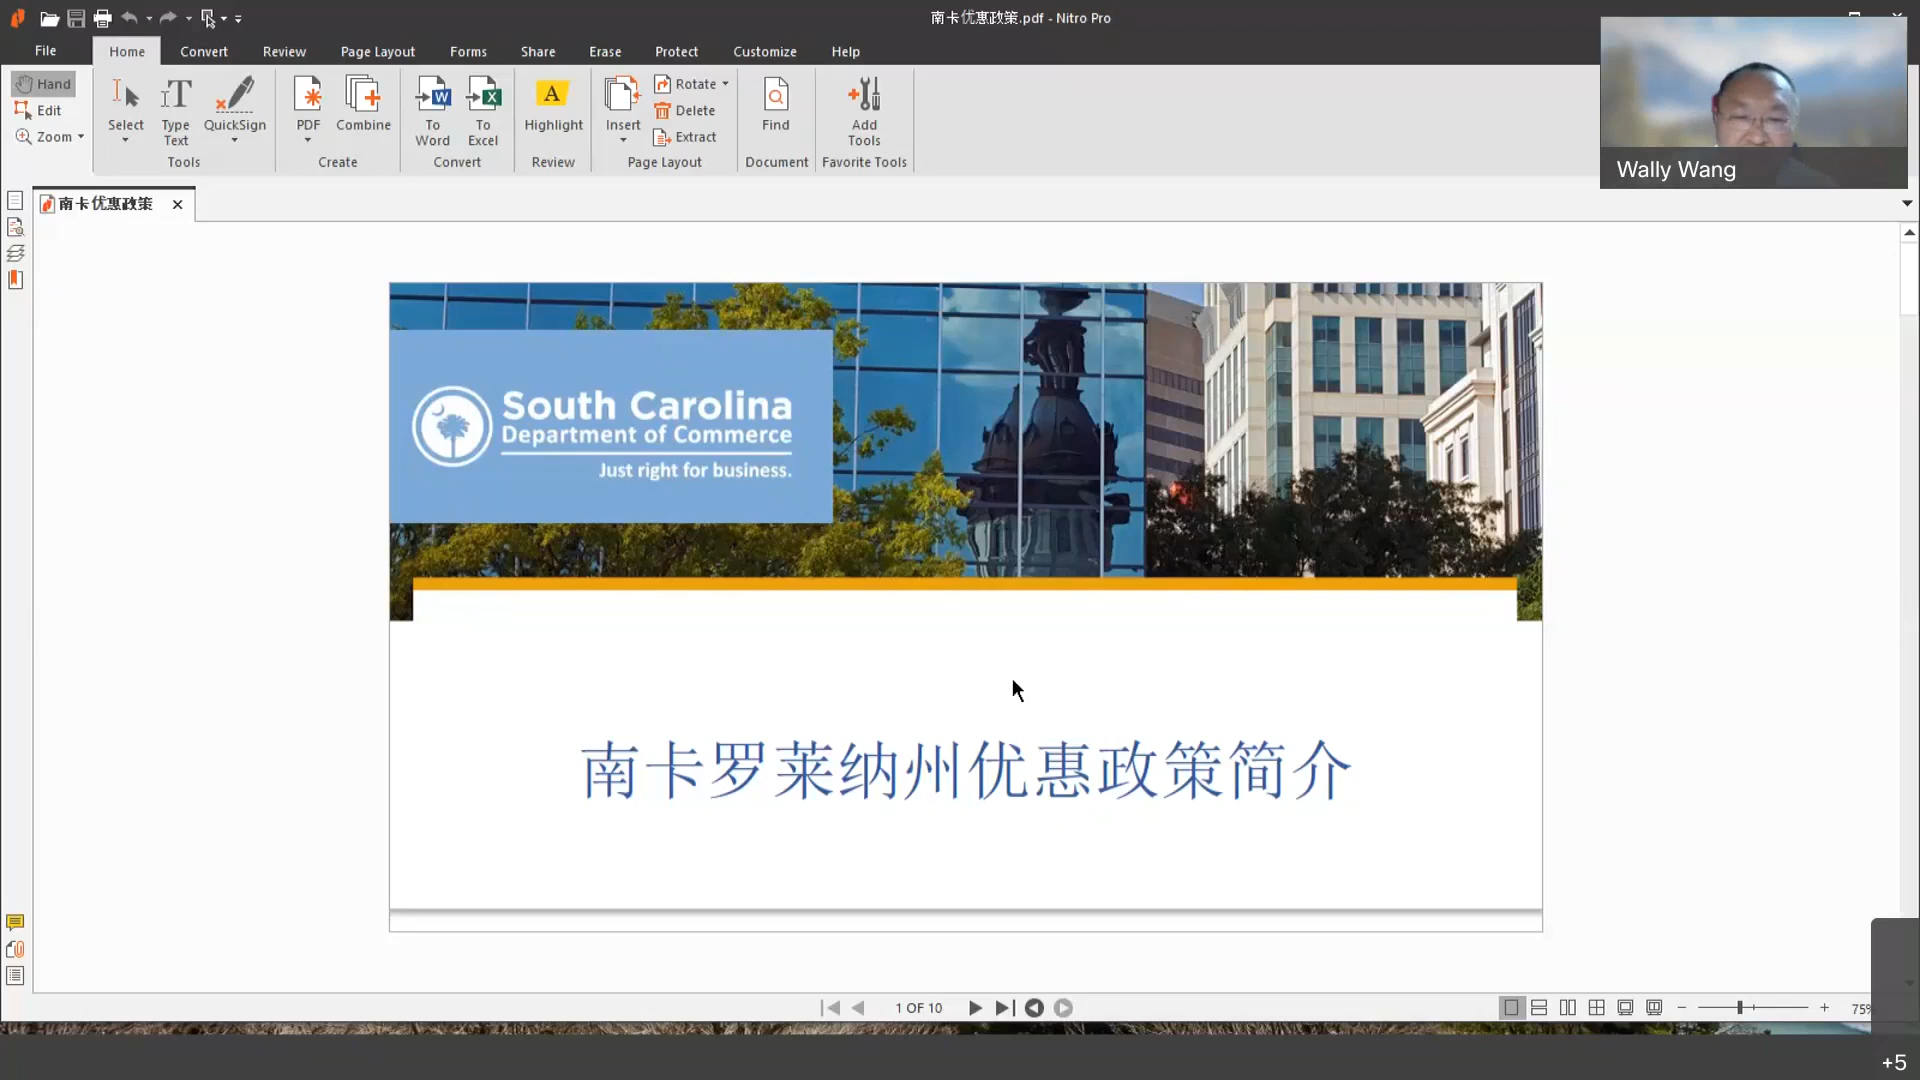 南卡优惠政策.pdf - Nitro Pro
File Home Convert Review Page Layout Forms Share Erase Protect Customize Help
Hand
Edit
Zoom
Select
Type Text
QuickSign
Tools
PDF
Combine
Create
To Word
To Excel
Convert
Highlight
Review
Insert
Rotate
Delete
Extract
Page Layout
Find
Document
Add Tools
Favorite Tools
Wally Wang
南卡优惠政策
South Carolina
Department of Commerce
Just right for business.
南卡罗莱纳州优惠政策简介
1 OF 10
75%
+5